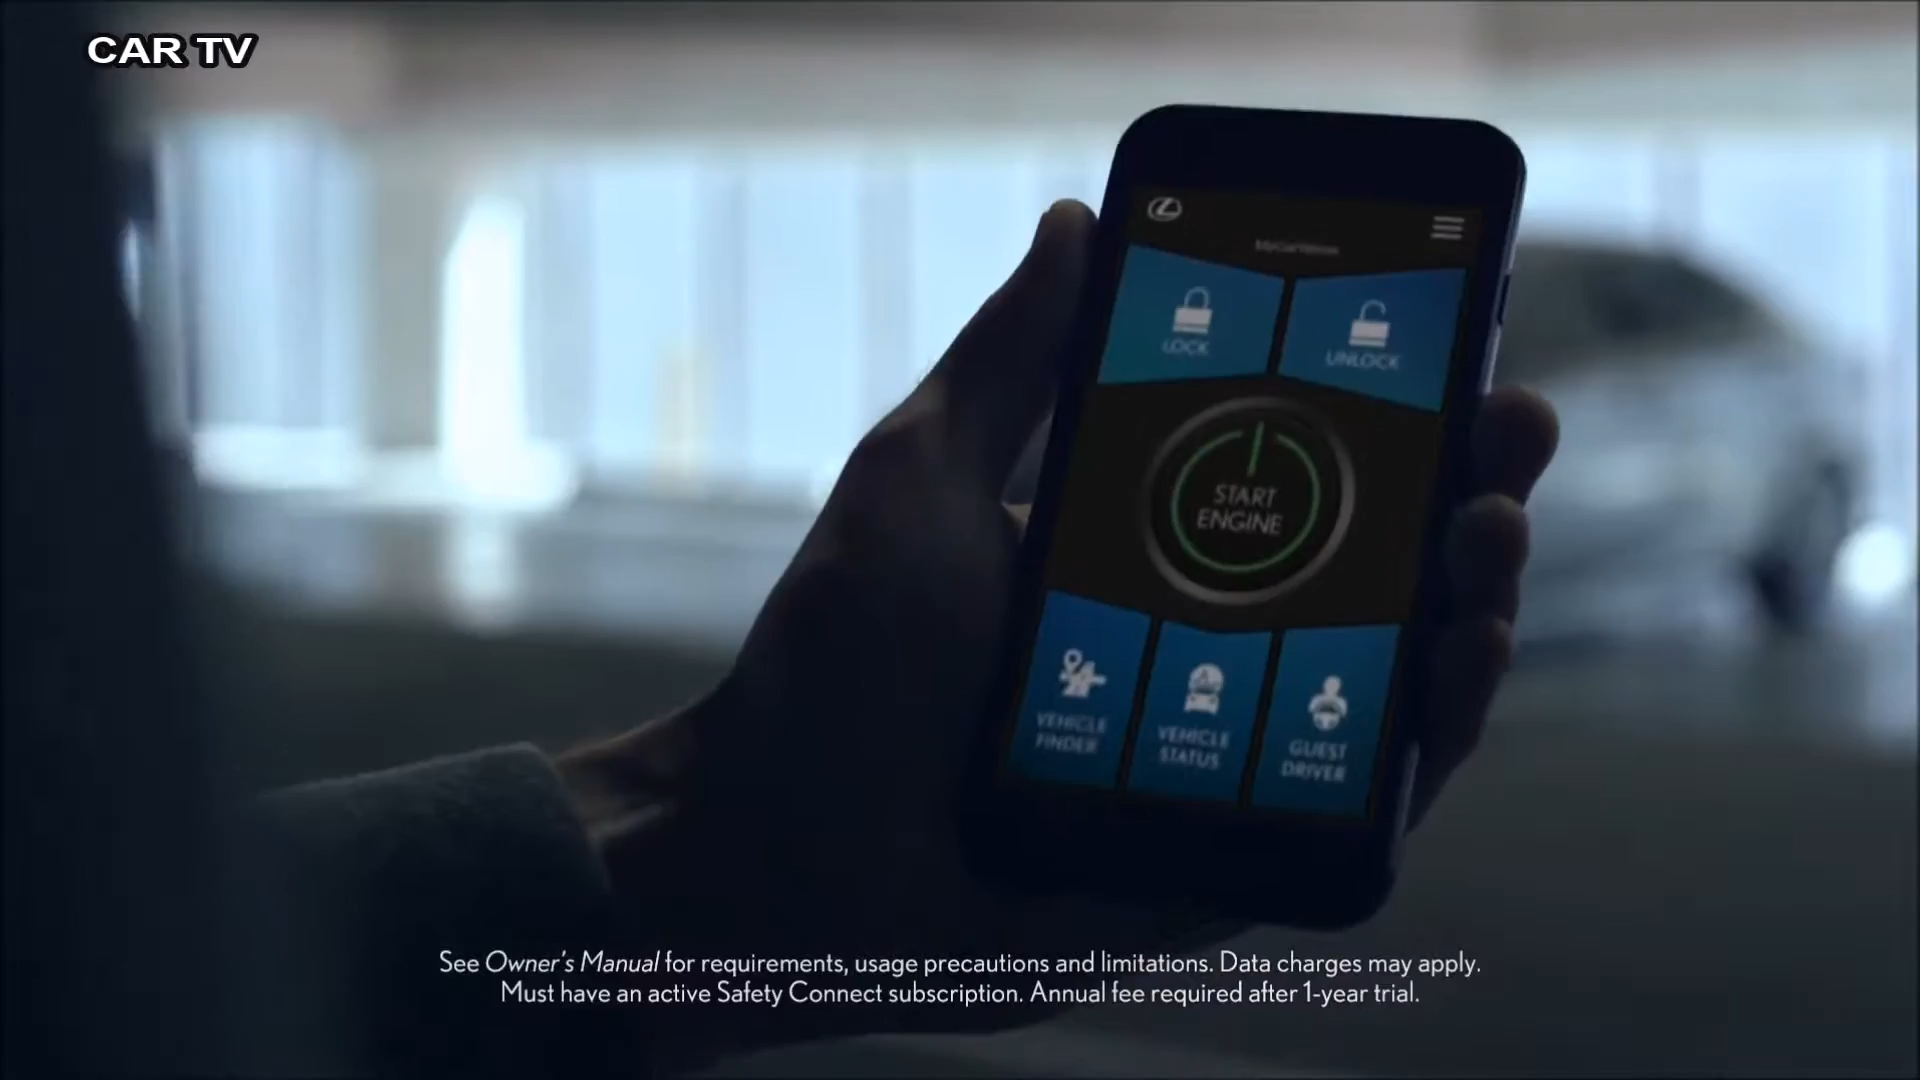 CAR TV
LOCK
UNLOCK
START
ENGINE
VEHICLE
FINDER
VEHICLE
STATUS
GUEST
DRIVER
See Owner's Manual for requirements, usage precautions and limitations. Data charges may apply.
Must have an active Safety Connect subscription. Annual fee required after 1-year trial.